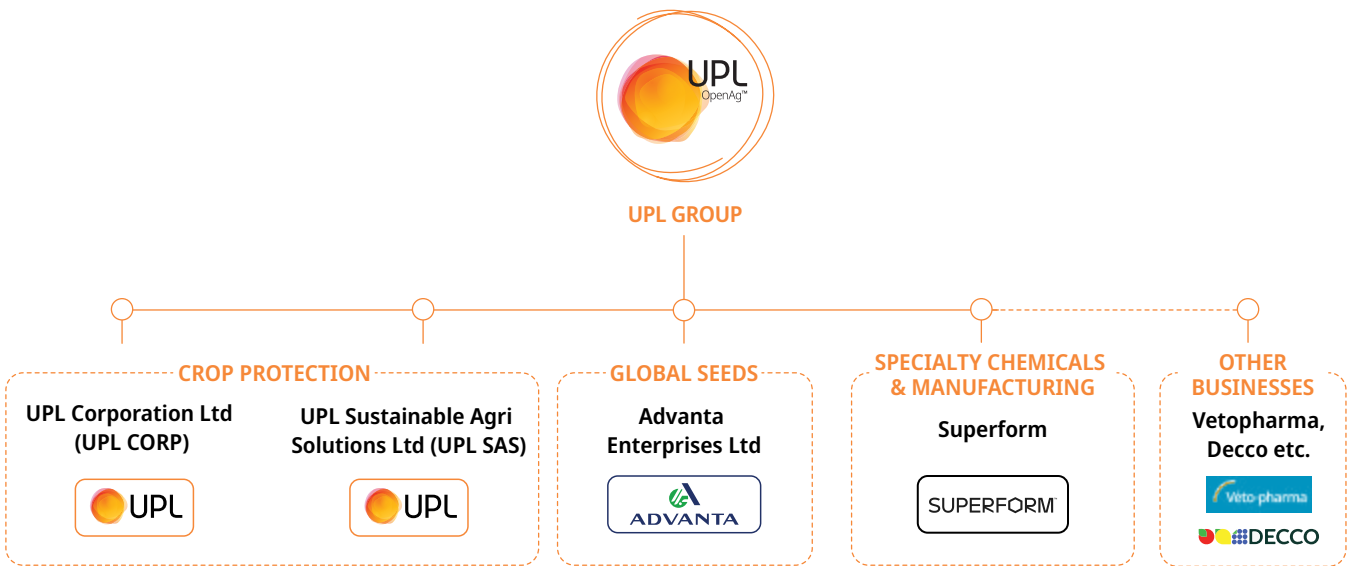 UPL
OpenAg™
UPL GROUP
CROP PROTECTION
UPL Corporation Ltd
(UPL CORP)
UPL
UPL Sustainable Agri
Solutions Ltd (UPL SAS)
UPL
GLOBAL SEEDS
Advanta
Enterprises Ltd
ADVANTA
SPECIALTY CHEMICALS
& MANUFACTURING
Superform
SUPERFORM
OTHER
BUSINESSES
Vetopharma,
Decco etc.
Véto-pharma
DECCO